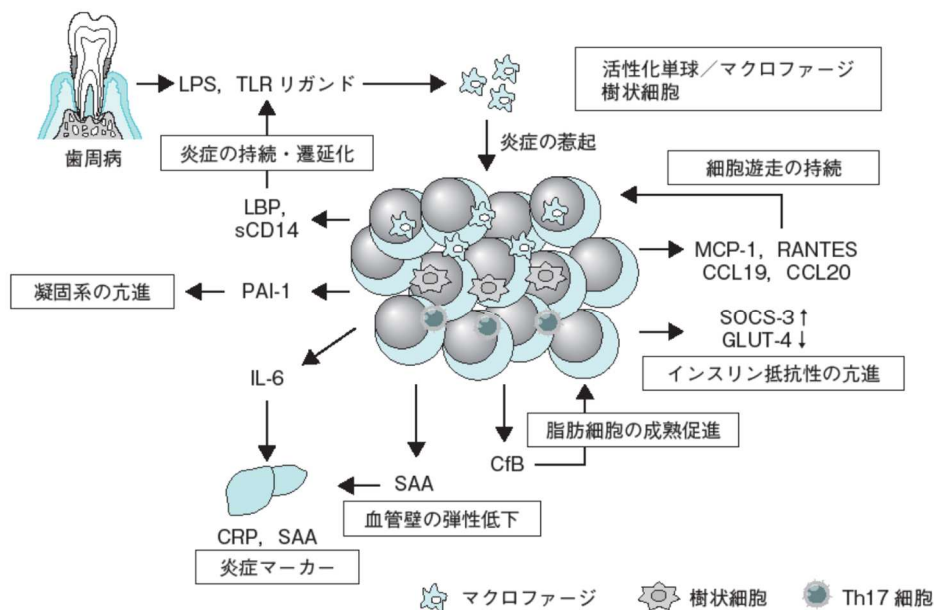 歯周病
LPS，TLR リガンド
活性化単球／マクロファージ
樹状細胞
炎症の持続・遷延化
炎症の惹起
細胞遊走の持続
LBP，
sCD14
MCP-1，RANTES
CCL19，CCL20
凝固系の亢進
PAI-1
SOCS-3↑
GLUT-4↓
インスリン抵抗性の亢進
IL-6
脂肪細胞の成熟促進
CfB
SAA
血管壁の弾性低下
CRP，SAA
炎症マーカー
マクロファージ
樹状細胞
Th17 細胞